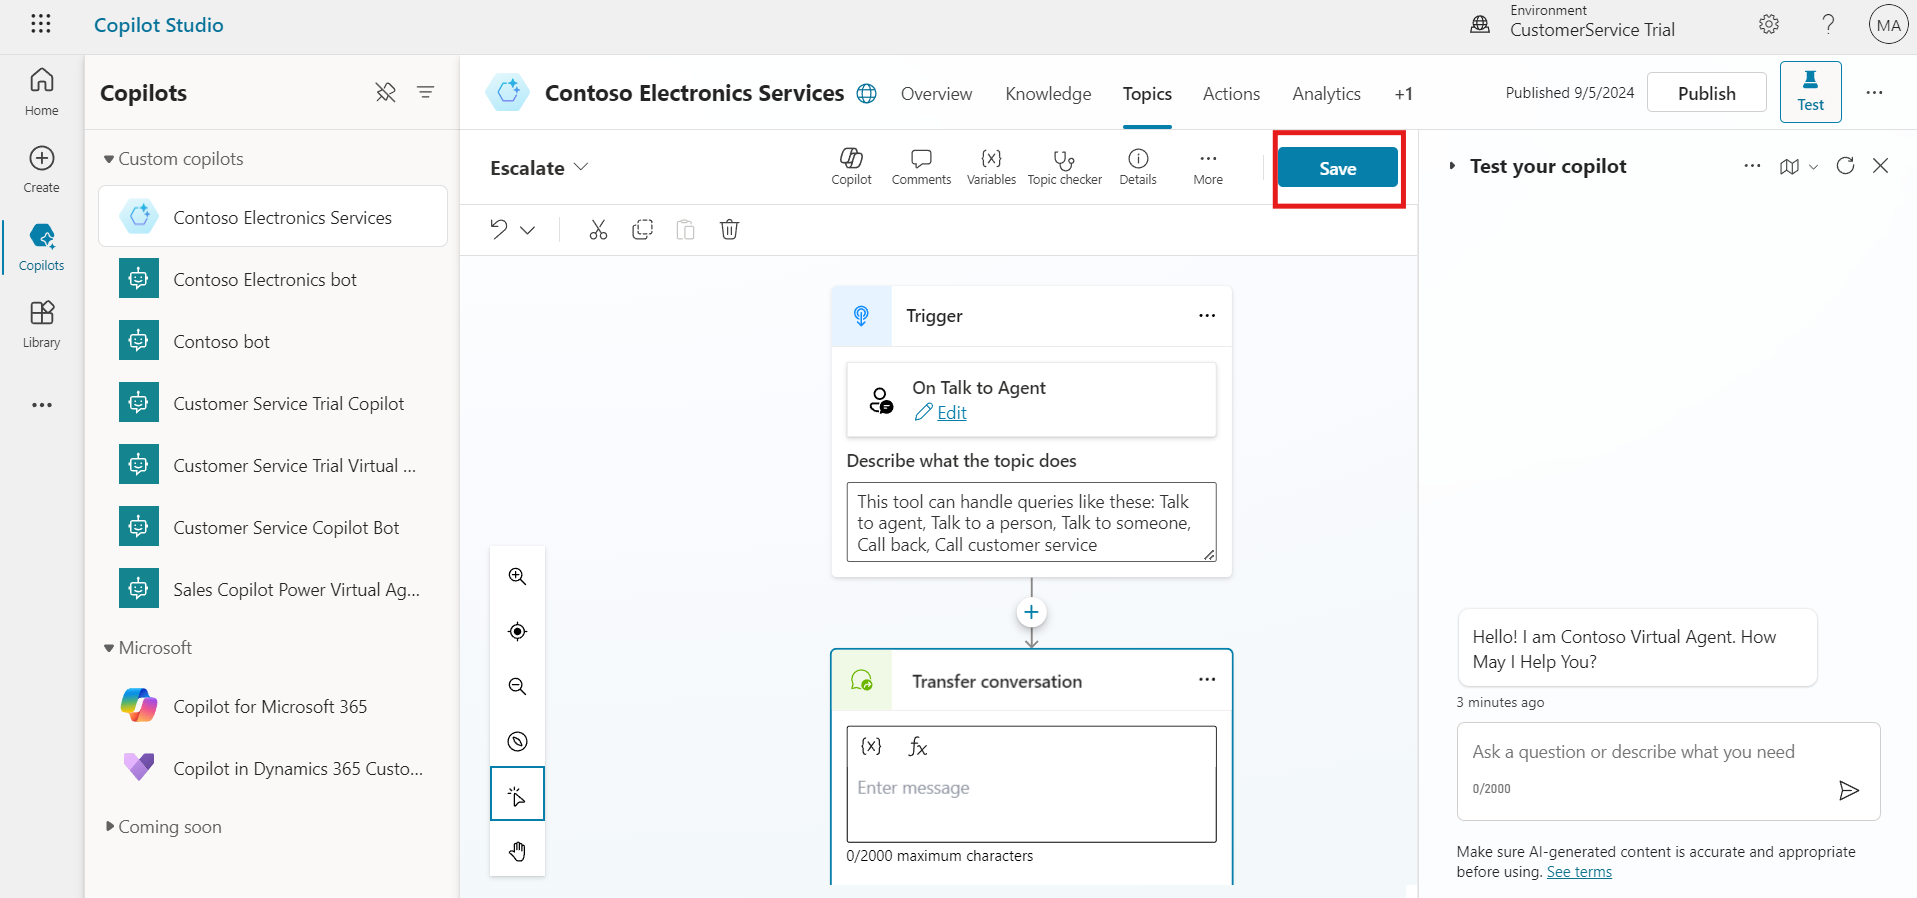 Copilot Studio
Environment
CustomerService Trial
?
MA
Home
Create
Copilots
Library
Copilots
Custom copilots
Contoso Electronics Services
Contoso Electronics bot
Contoso bot
Customer Service Trial Copilot
Customer Service Trial Virtual ...
Customer Service Copilot Bot
Sales Copilot Power Virtual Ag...
Microsoft
Copilot for Microsoft 365
Copilot in Dynamics 365 Custo...
Coming soon
Contoso Electronics Services
Overview
Knowledge
Topics
Actions
Analytics
+1
Published 9/5/2024
Publish
Test
Escalate
Copilot
Comments
{x}
Variables
Topic checker
Details
More
Save
Trigger
On Talk to Agent
Edit
Describe what the topic does
This tool can handle queries like these: Talk
to agent, Talk to a person, Talk to someone,
Call back, Call customer service
Transfer conversation
{x} fx
Enter message
0/2000 maximum characters
Test your copilot
Hello! I am Contoso Virtual Agent. How
May I Help You?
3 minutes ago
Ask a question or describe what you need
0/2000
Make sure AI-generated content is accurate and appropriate
before using. See terms